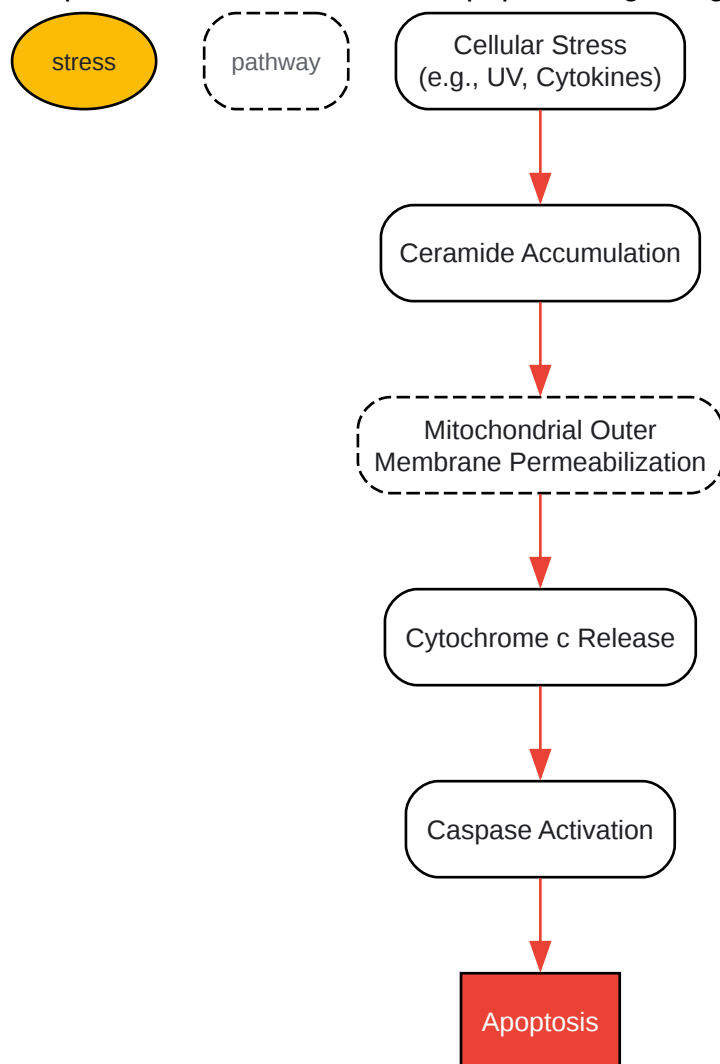 stress
pathway
Cellular Stress
(e.g., UV, Cytokines)
Ceramide Accumulation
Mitochondrial Outer
Membrane Permeabilization
Cytochrome c Release
Caspase Activation
Apoptosis